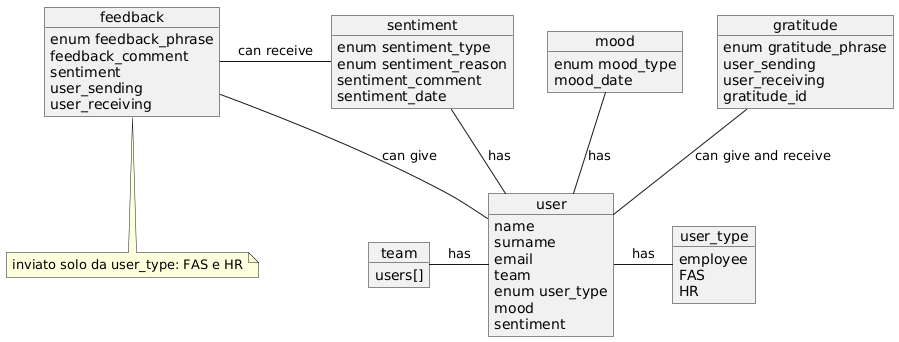 feedback
enum feedback_phrase
feedback_comment
sentiment
user_sending
user_receiving
can receive
sentiment
enum sentiment_type
enum sentiment_reason
sentiment_comment
sentiment_date
mood
enum mood_type
mood_date
gratitude
enum gratitude_phrase
user_sending
user_receiving
gratitude_id
can give
has
has
can give and receive
inviato solo da user_type: FAS e HR
team
users[]
has
user
name
surname
email
team
enum user_type
mood
sentiment
has
user_type
employee
FAS
HR